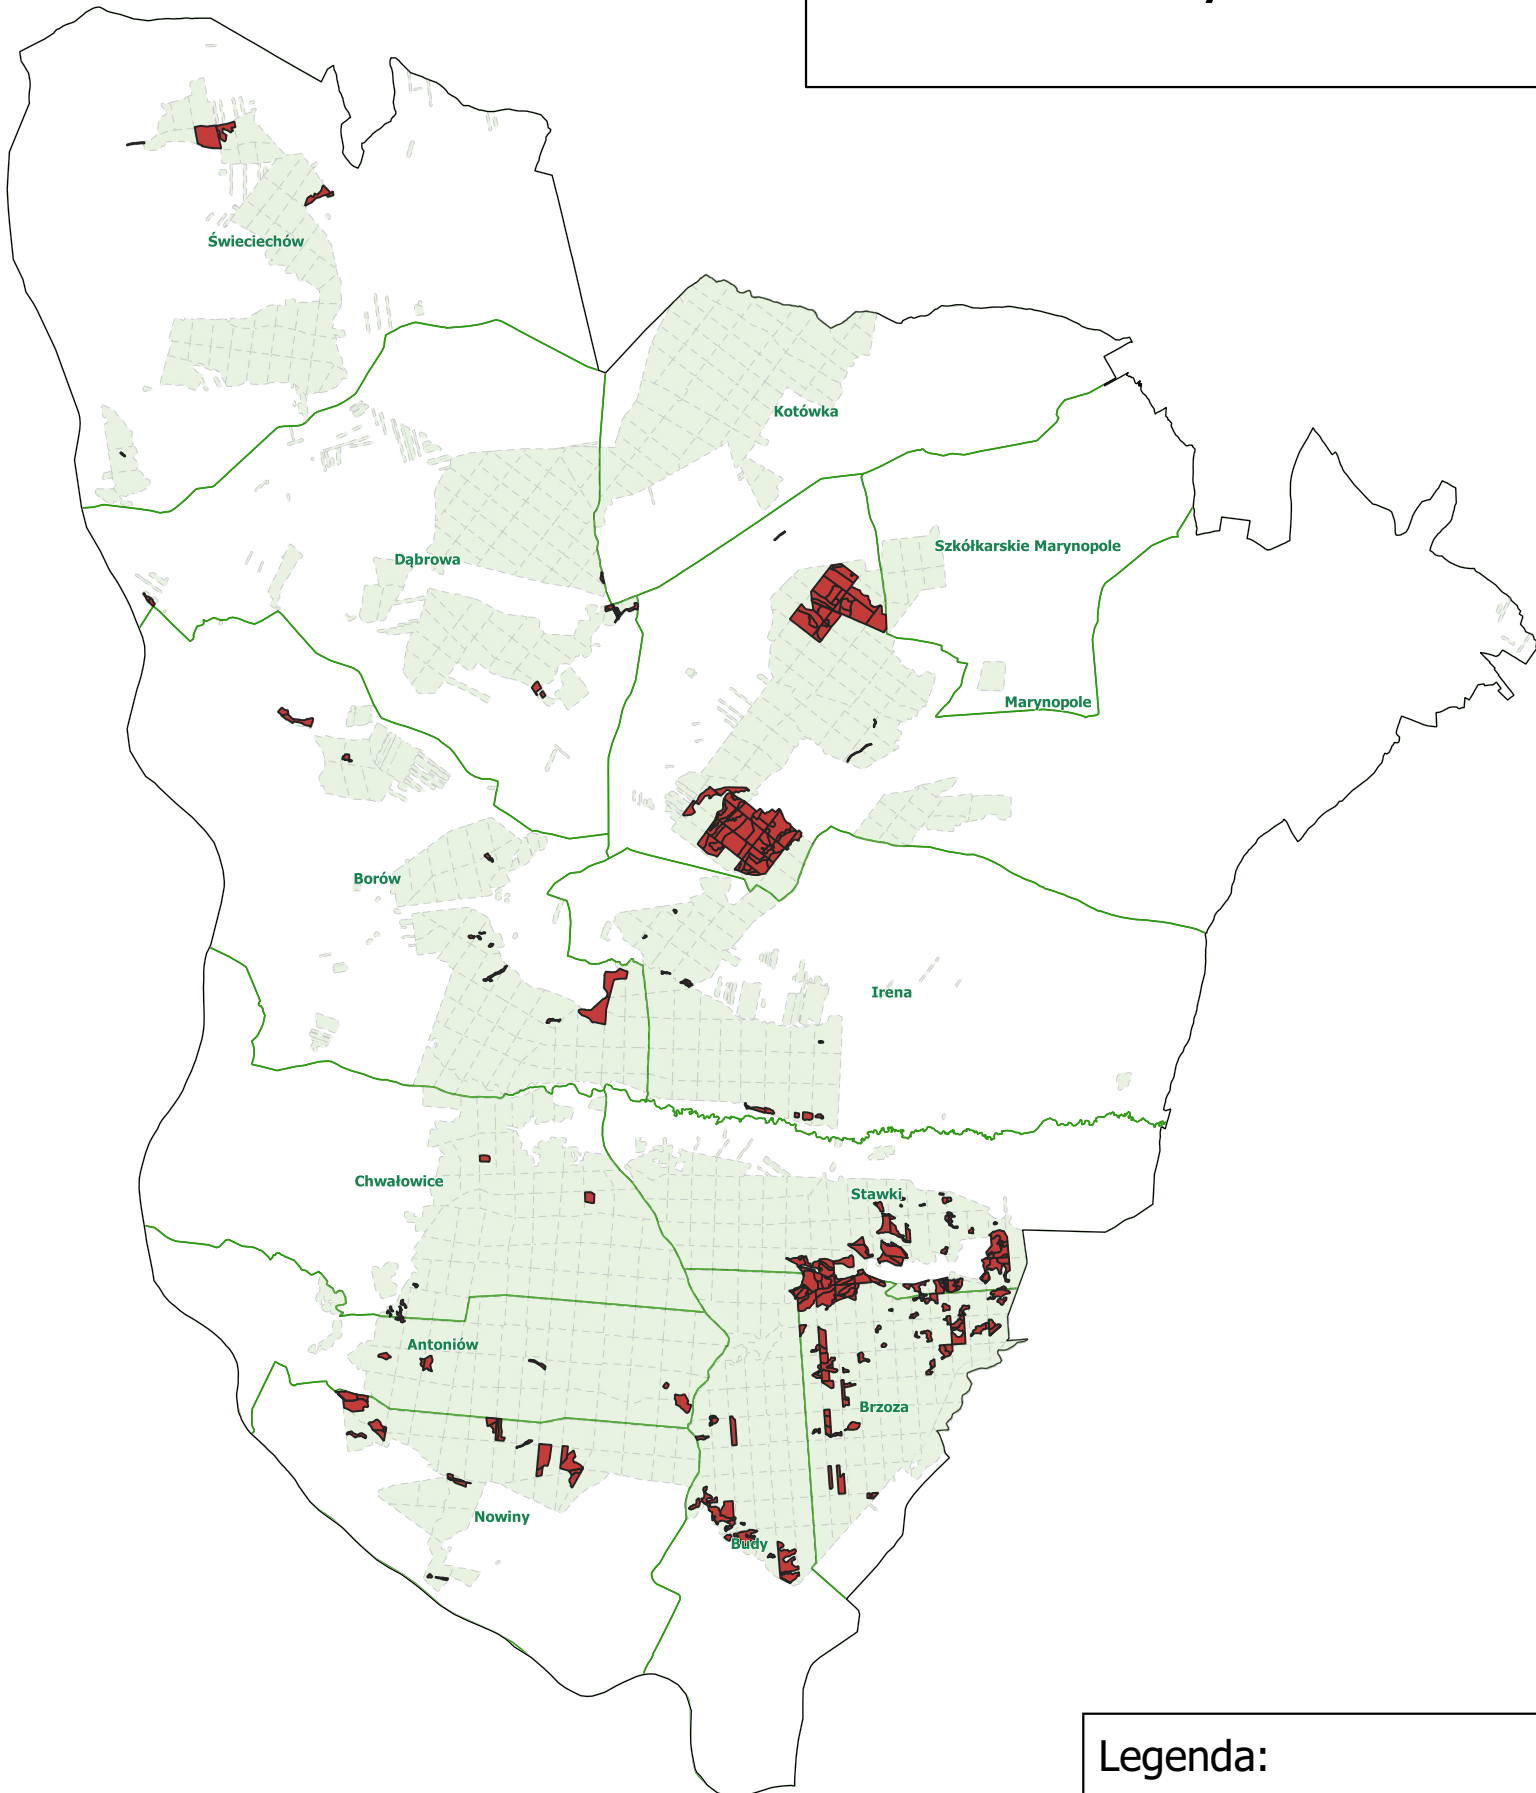 Świeciechów
Kotówka
Szkółkarskie Marynopole
Dąbrowa
Marynopole
Borów
Irena
Chwałowice
Stawki
Antoniów
Brzoza
Nowiny
Budy
Legenda: